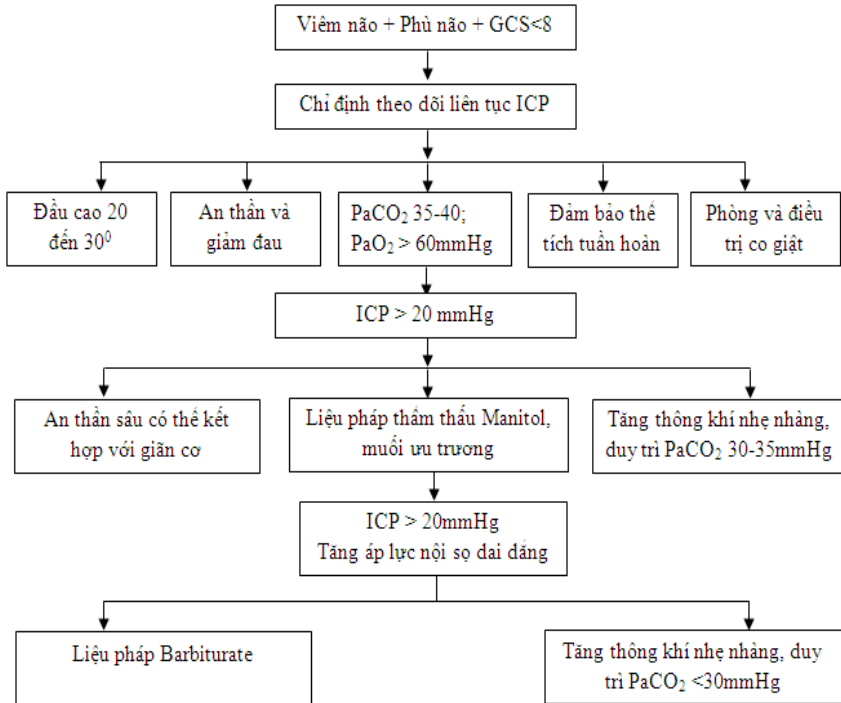 Viêm não + Phù não + GCS<8
Chỉ định theo dõi liên tục ICP
Đầu cao 20
đến 30⁰
An thần và
giảm đau
PaCO₂ 35-40;
PaO₂ > 60mmHg
Đảm bảo thể
tích tuần hoàn
Phòng và điều
trị co giật
ICP > 20 mmHg
An thần sâu có thể kết
hợp với giãn cơ
Liệu pháp thẩm thấu Manitol,
muối ưu trương
Tăng thông khí nhẹ nhàng,
duy trì PaCO₂ 30-35mmHg
ICP > 20mmHg
Tăng áp lực nội sọ dai dẳng
Liệu pháp Barbiturate
Tăng thông khí nhẹ nhàng, duy
trì PaCO₂ <30mmHg